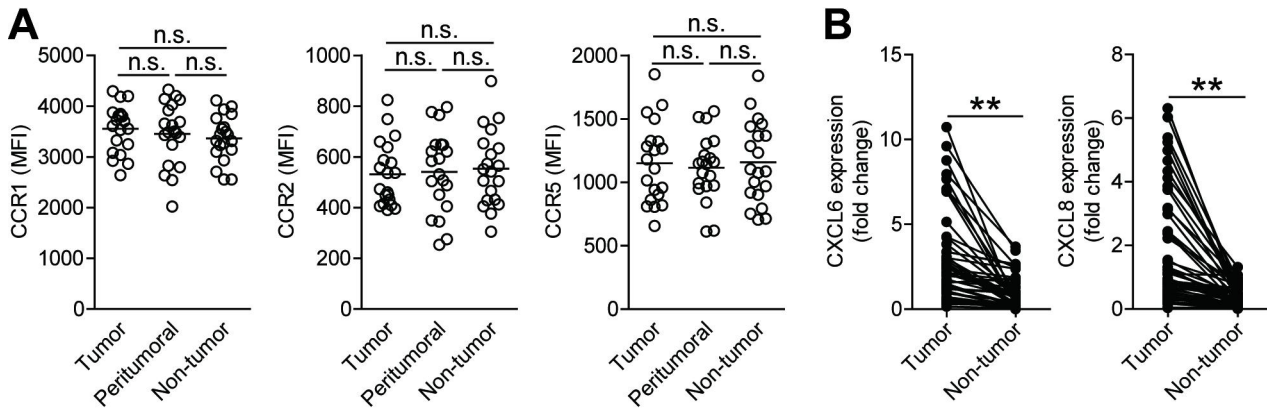 A
CCR1 (MFI)
5000
4000
3000
2000
1000
0
n.s.
n.s.
n.s.
Tumor
Peritumoral
Non-tumor
CCR2 (MFI)
1000
800
600
400
200
0
n.s.
n.s.
n.s.
Tumor
Peritumoral
Non-tumor
CCR5 (MFI)
2000
1500
1000
500
0
n.s.
n.s.
n.s.
Tumor
Peritumoral
Non-tumor
B
CXCL6 expression
(fold change)
15
10
5
0
**
Tumor
Non-tumor
CXCL8 expression
(fold change)
8
6
4
2
0
**
Tumor
Non-tumor